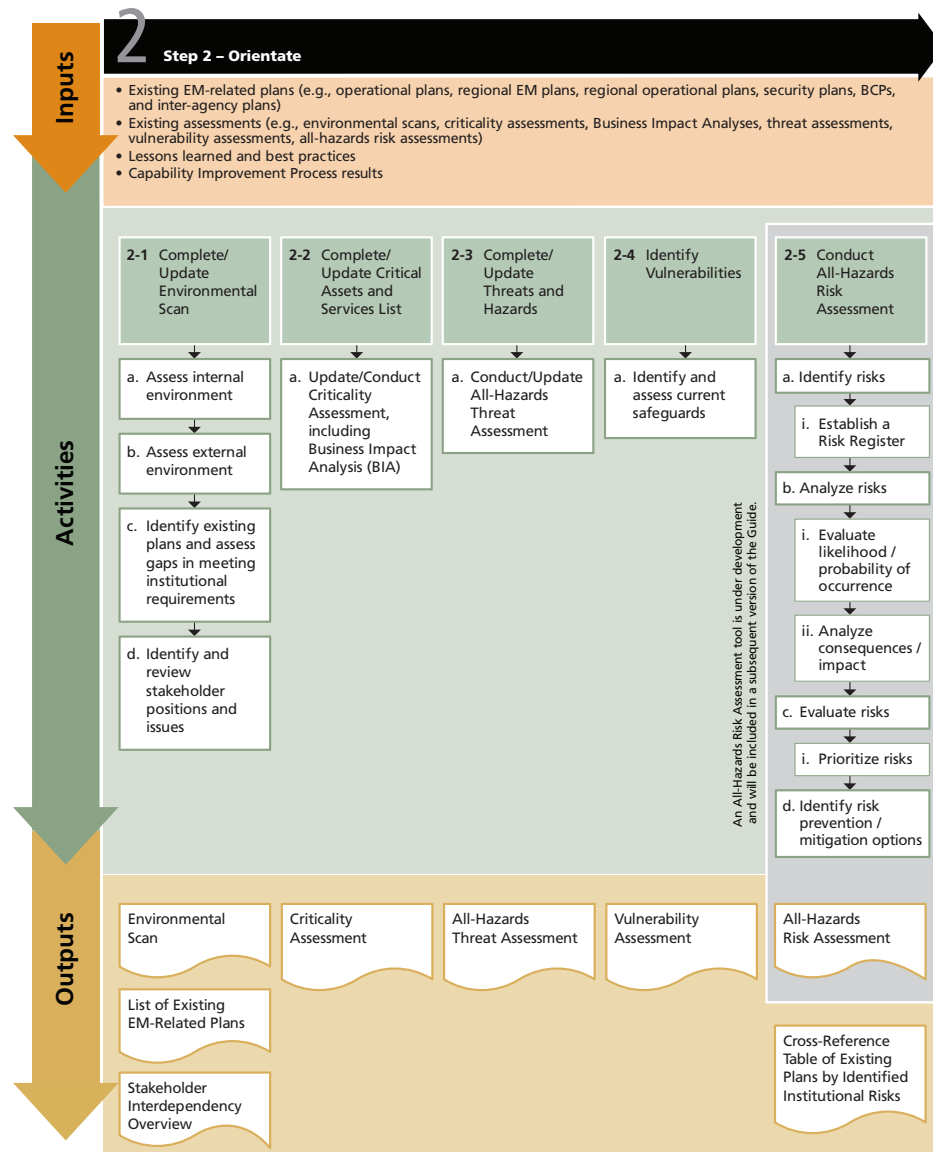 Inputs
2
Step 2 – Orientate
• Existing EM-related plans (e.g., operational plans, regional EM plans, regional operational plans, security plans, BCPs,
and inter-agency plans)
• Existing assessments (e.g., environmental scans, criticality assessments, Business Impact Analyses, threat assessments,
vulnerability assessments, all-hazards risk assessments)
• Lessons learned and best practices
• Capability Improvement Process results
Activities
2-1 Complete/
Update
Environmental
Scan
a. Assess internal
environment
b. Assess external
environment
c. Identify existing
plans and assess
gaps in meeting
institutional
requirements
d. Identify and
review
stakeholder
positions and
issues
2-2 Complete/
Update Critical
Assets and
Services List
a. Update/Conduct
Criticality
Assessment,
including
Business Impact
Analysis (BIA)
2-3 Complete/
Update
Threats and
Hazards
a. Conduct/Update
All-Hazards
Threat
Assessment
2-4 Identify
Vulnerabilities
a. Identify and
assess current
safeguards
An All-Hazards Risk Assessment tool is under development
and will be included in a subsequent version of the Guide.
2-5 Conduct
All-Hazards
Risk
Assessment
a. Identify risks
i. Establish a
Risk Register
b. Analyze risks
i. Evaluate
likelihood /
probability of
occurrence
ii. Analyze
consequences /
impact
c. Evaluate risks
i. Prioritize risks
d. Identify risk
prevention /
mitigation options
Outputs
Environmental
Scan
List of Existing
EM-Related Plans
Stakeholder
Interdependency
Overview
Criticality
Assessment
All-Hazards
Threat Assessment
Vulnerability
Assessment
All-Hazards
Risk Assessment
Cross-Reference
Table of Existing
Plans by Identified
Institutional Risks